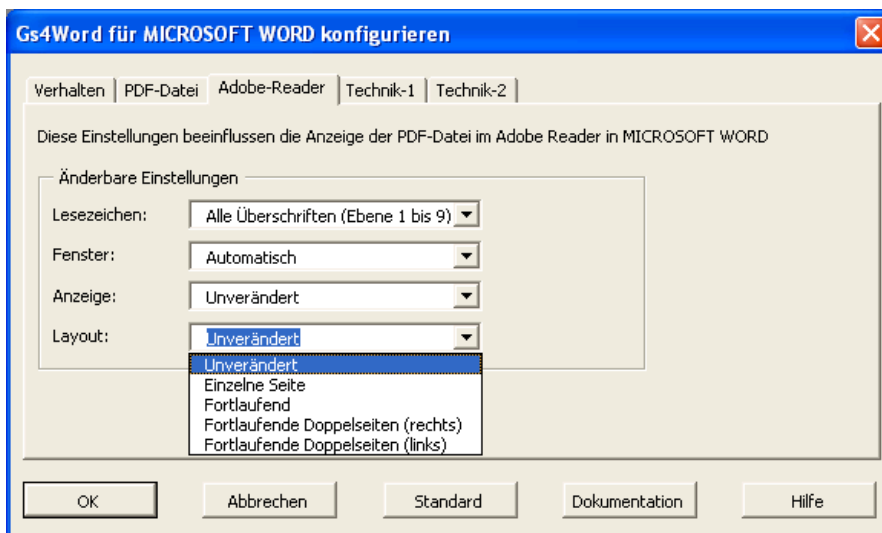 Gs4Word für MICROSOFT WORD konfigurieren
Verhalten PDF-Datei Adobe-Reader Technik-1 Technik-2
Diese Einstellungen beeinflussen die Anzeige der PDF-Datei im Adobe Reader in MICROSOFT WORD
Änderbare Einstellungen
Lesezeichen: Alle Überschriften (Ebene 1 bis 9)
Fenster: Automatisch
Anzeige: Unverändert
Layout: Unverändert
Unverändert
Einzelne Seite
Fortlaufend
Fortlaufende Doppelseiten (rechts)
Fortlaufende Doppelseiten (links)
OK Abbrechen Standard Dokumentation Hilfe